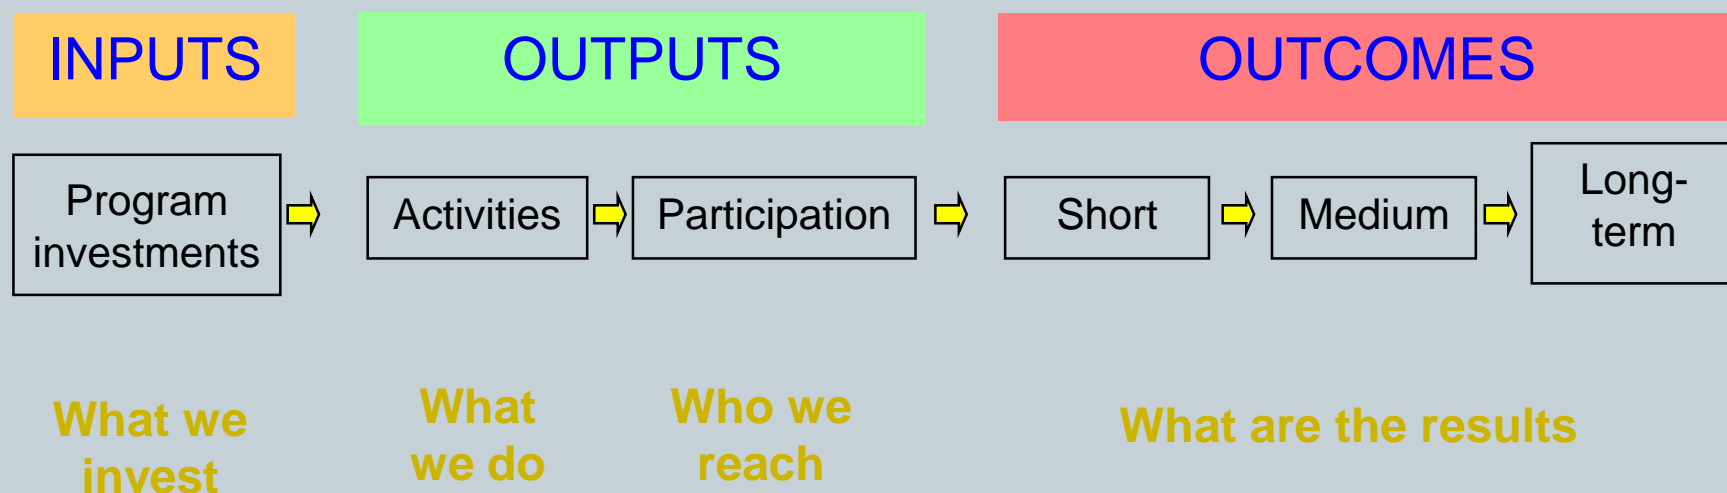 INPUTS
OUTPUTS
OUTCOMES
Program
investments
Activities
Participation
Short
Medium
Long-
term
What we
invest
What
we do
Who we
reach
What are the results